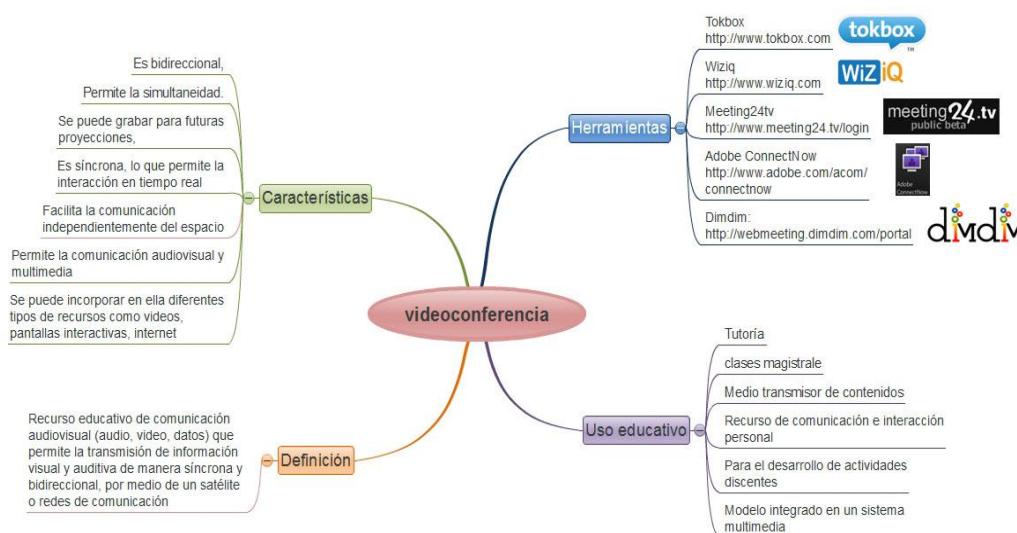 videoconferencia
Características
Es bidireccional,
Permite la simultaneidad.
Se puede grabar para futuras
proyecciones,
Es síncrona, lo que permite la
interacción en tiempo real
Facilita la comunicación
independientemente del espacio
Permite la comunicación audiovisual y
multimedia
Se puede incorporar en ella diferentes
tipos de recursos como videos,
pantallas interactivas, internet
Definición
Recurso educativo de comunicación
audiovisual (audio, video, datos) que
permite la transmisión de información
visual y auditiva de manera síncrona y
bidireccional, por medio de un satélite
o redes de comunicación
Herramientas
Tokbox
http://www.tokbox.com
tokbox
TM
Wiziq
http://www.wiziq.com
WiZiQ
Meeting24tv
http://www.meeting24.tv/login
meeting24.tv
public beta
Adobe ConnectNow
http://www.adobe.com/acom/
connectnow
Adobe
ConnectNow
Dimdim:
http://webmeeting.dimdim.com/portal
dimdim
Uso educativo
Tutoría
clases magistrale
Medio transmisor de contenidos
Recurso de comunicación e interacción
personal
Para el desarrollo de actividades
discentes
Modelo integrado en un sistema
multimedia